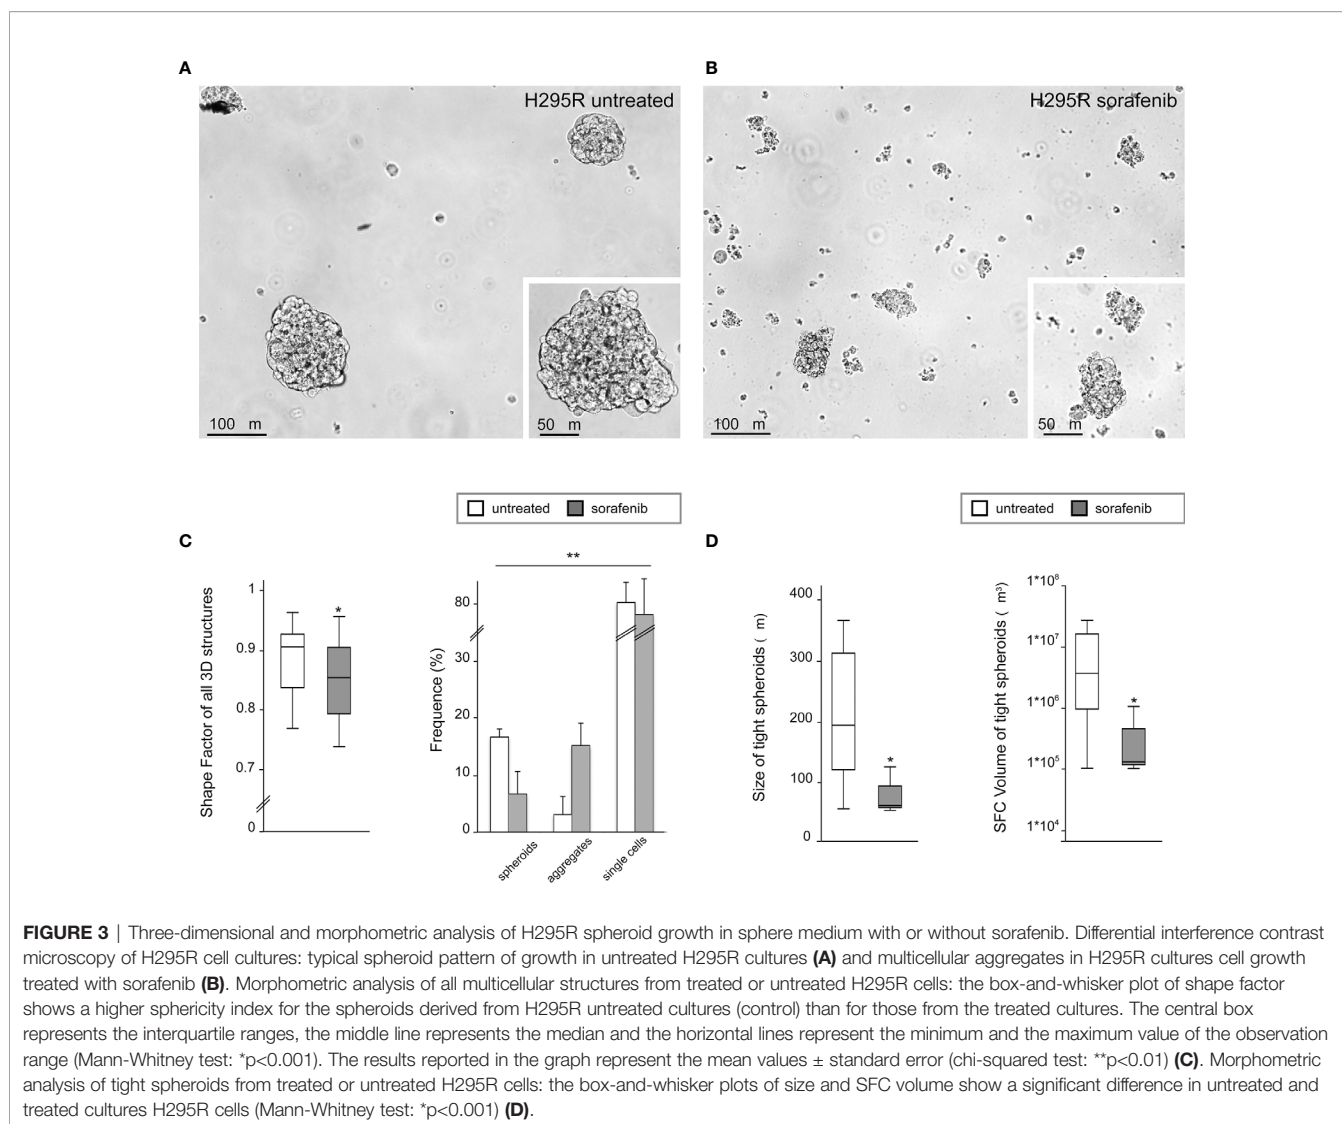 A
B
H295R untreated
H295R sorafenib
100 m
50 m
100 m
50 m
untreated sorafenib
untreated sorafenib
C
D
Shape Factor of all 3D structures
1
0.9
0.8
0.7
0
*
Frequence (%)
**
80
30
20
10
0
spheroids
aggregates
single cells
Size of tight spheroids ( m)
400
300
200
100
0
*
SFC Volume of tight spheroids ( m³)
1*10⁸
1*10⁷
1*10⁶
1*10⁵
1*10⁴
*
FIGURE 3 | Three-dimensional and morphometric analysis of H295R spheroid growth in sphere medium with or without sorafenib. Differential interference contrast
microscopy of H295R cell cultures: typical spheroid pattern of growth in untreated H295R cultures (A) and multicellular aggregates in H295R cultures cell growth
treated with sorafenib (B). Morphometric analysis of all multicellular structures from treated or untreated H295R cells: the box-and-whisker plot of shape factor
shows a higher sphericity index for the spheroids derived from H295R untreated cultures (control) than for those from the treated cultures. The central box
represents the interquartile ranges, the middle line represents the median and the horizontal lines represent the minimum and the maximum value of the observation
range (Mann-Whitney test: *p<0.001). The results reported in the graph represent the mean values ± standard error (chi-squared test: **p<0.01) (C). Morphometric
analysis of tight spheroids from treated or untreated H295R cells: the box-and-whisker plots of size and SFC volume show a significant difference in untreated and
treated cultures H295R cells (Mann-Whitney test: *p<0.001) (D).